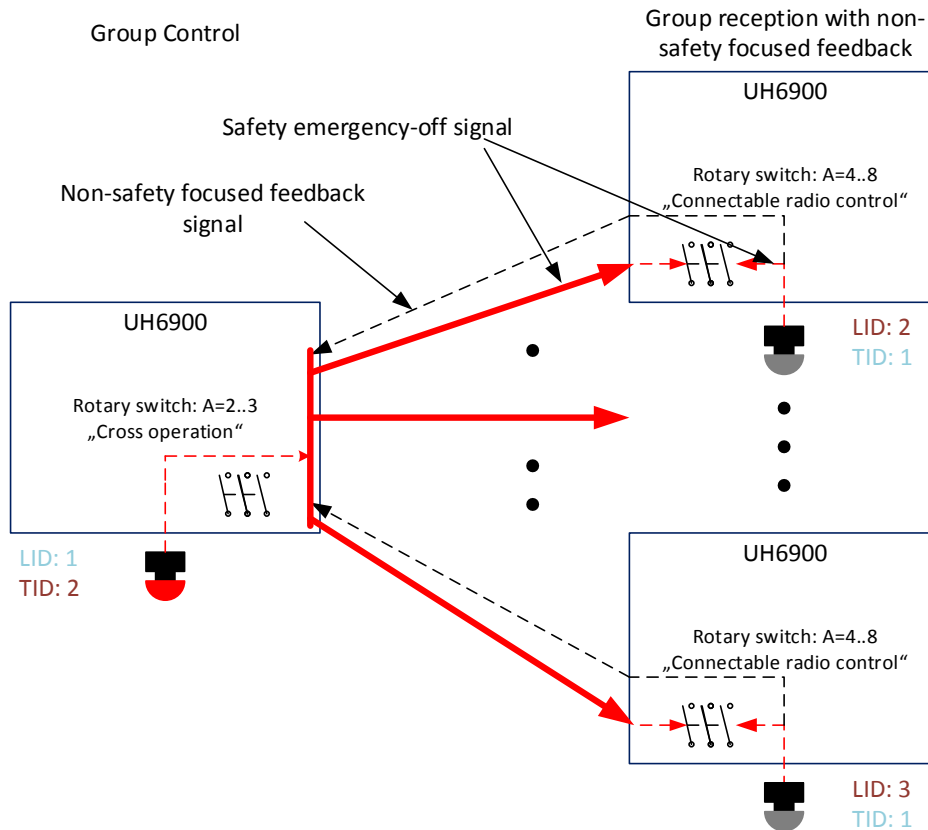 Group Control
Group reception with non-
safety focused feedback
UH6900
Safety emergency-off signal
Rotary switch: A=4..8
„Connectable radio control“
Non-safety focused feedback
signal
UH6900
LID: 2
TID: 1
Rotary switch: A=2..3
„Cross operation“
UH6900
LID: 1
TID: 2
Rotary switch: A=4..8
„Connectable radio control“
LID: 3
TID: 1